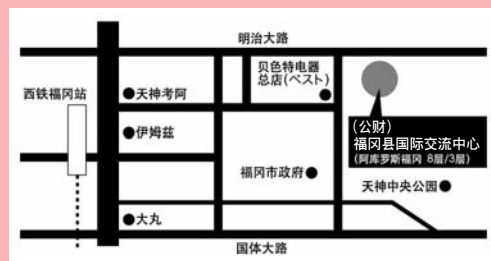 明治大路
贝色特电器
总店(ベスト)
西铁福冈站
天神考阿
(公财)
福冈县国际交流中心
(阿库罗斯福冈 8层/3层)
伊姆兹
福冈市政府
天神中央公园
大丸
国体大路